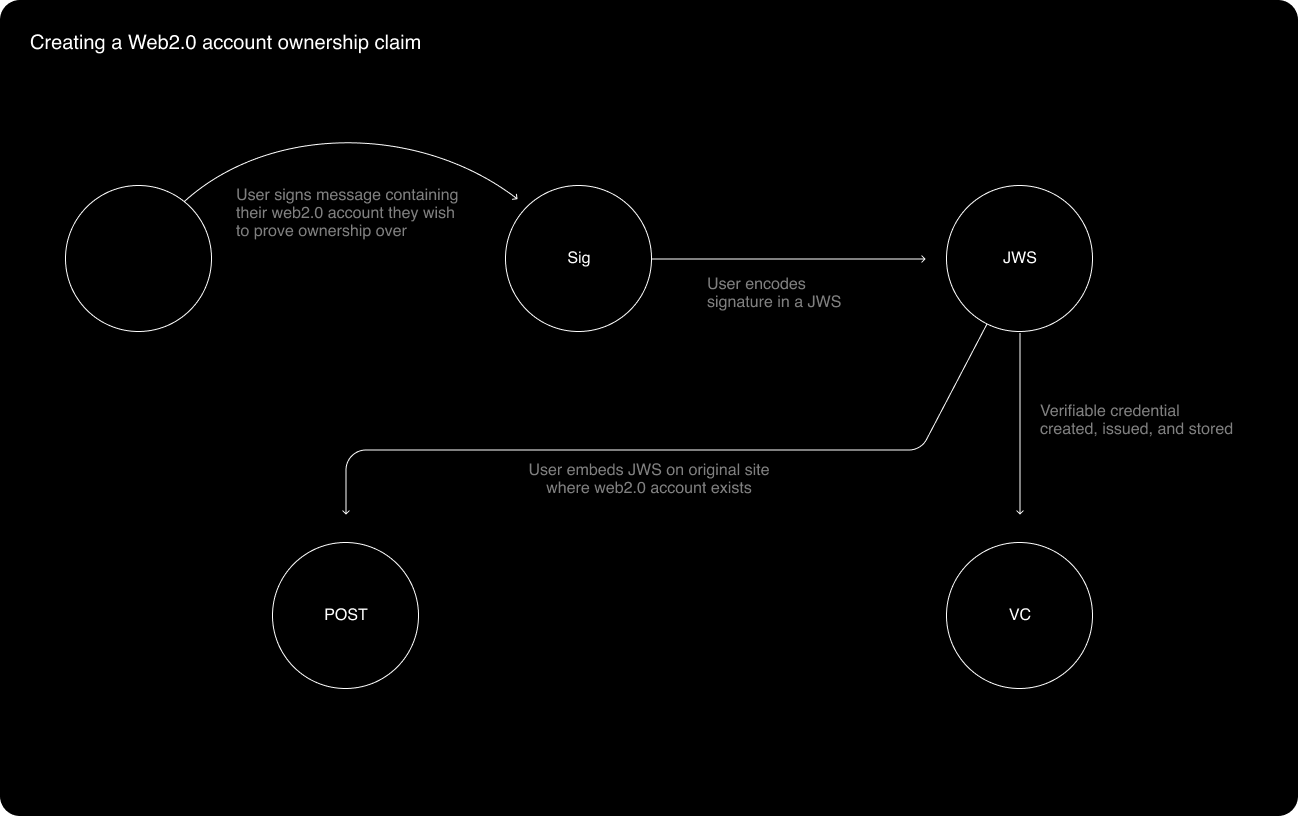 Creating a Web2.0 account ownership claim
User signs message containing
their web2.0 account they wish
to prove ownership over
Sig
User encodes
signature in a JWS
JWS
Verifiable credential
created, issued, and stored
User embeds JWS on original site
where web2.0 account exists
POST
VC